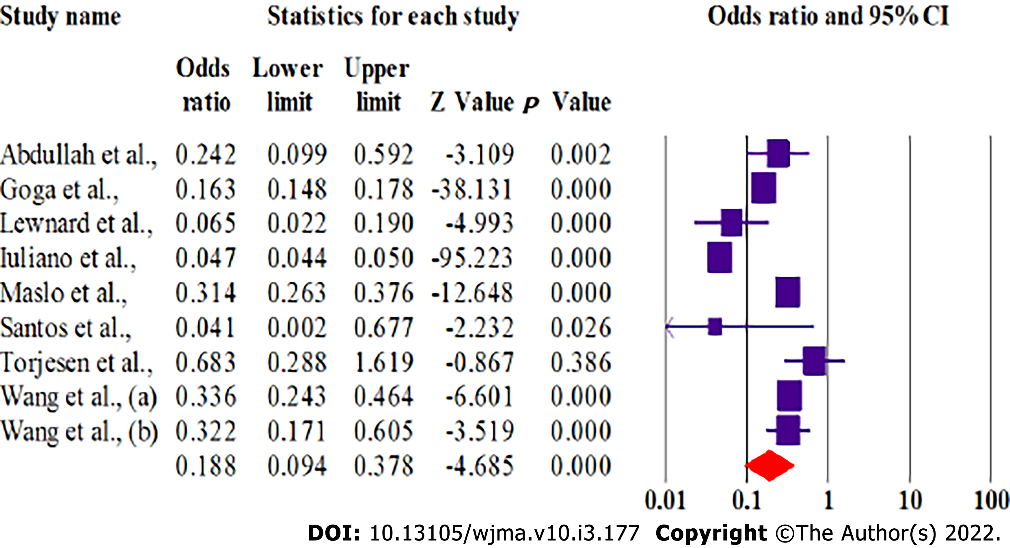 Study name Statistics for each study Odds ratio and 95% CI
Odds Lower Upper
ratio limit limit Z Value p Value
Abdullah et al., 0.242 0.099 0.592 -3.109 0.002
Goga et al., 0.163 0.148 0.178 -38.131 0.000
Lewnard et al., 0.065 0.022 0.190 -4.993 0.000
Iuliano et al., 0.047 0.044 0.050 -95.223 0.000
Maslo et al., 0.314 0.263 0.376 -12.648 0.000
Santos et al., 0.041 0.002 0.677 -2.232 0.026
Torjesen et al., 0.683 0.288 1.619 -0.867 0.386
Wang et al., (a) 0.336 0.243 0.464 -6.601 0.000
Wang et al., (b) 0.322 0.171 0.605 -3.519 0.000
0.188 0.094 0.378 -4.685 0.000
0.01 0.1 1 10 100
DOI: 10.13105/wjma.v10.i3.177 Copyright ©The Author(s) 2022.